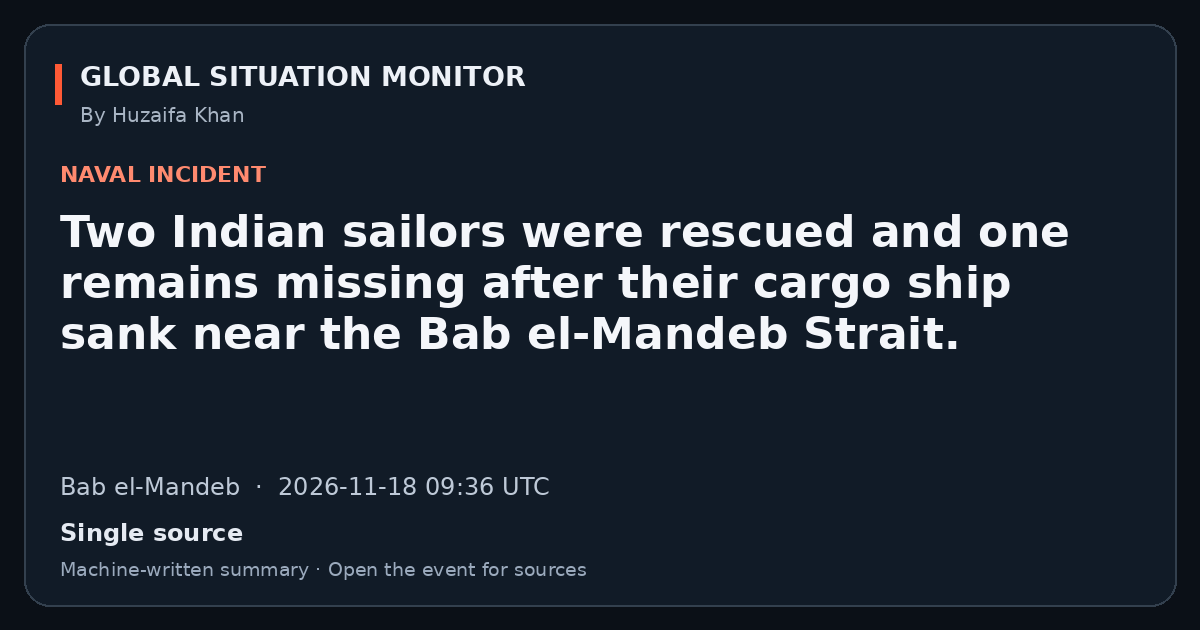 GLOBAL SITUATION MONITOR
By Huzaifa Khan
NAVAL INCIDENT
Two Indian sailors were rescued and one
remains missing after their cargo ship
sank near the Bab el-Mandeb Strait.
Bab el-Mandeb · 2026-11-18 09:36 UTC
Single source
Machine-written summary · Open the event for sources